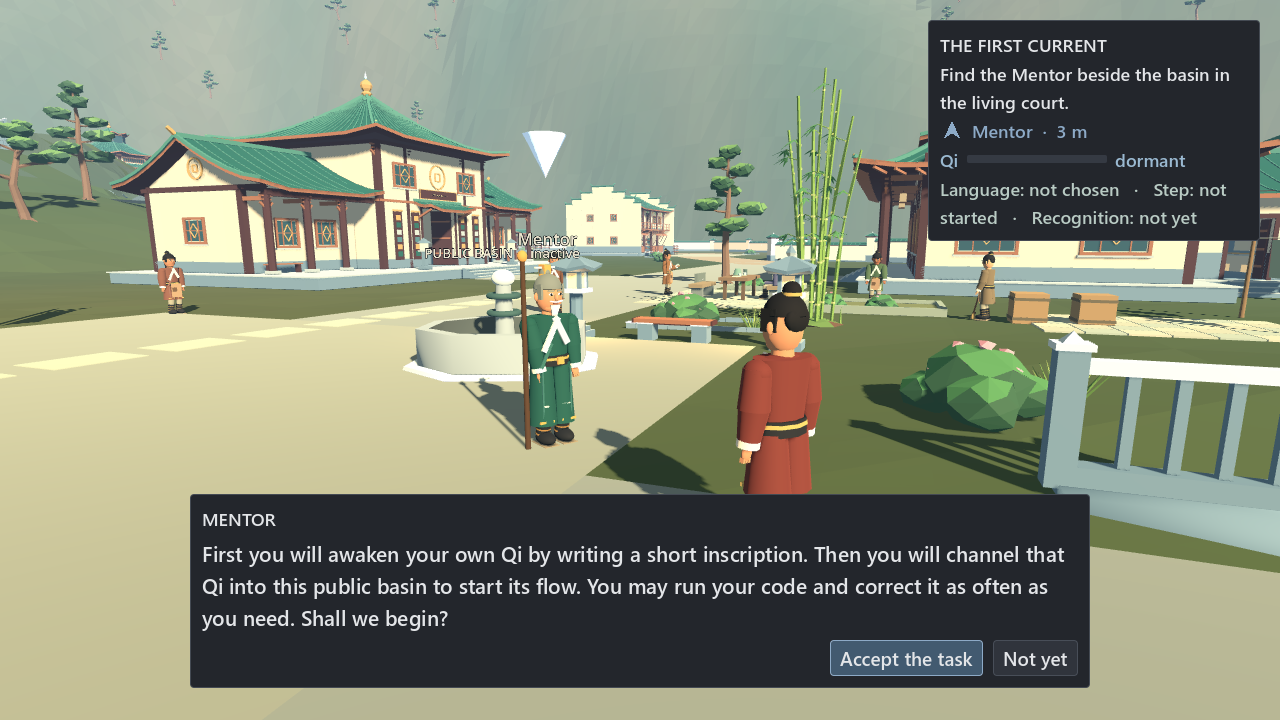 THE FIRST CURRENT
Find the Mentor beside the basin in
the living court.
Mentor · 3 m
Qi dormant
Language: not chosen · Step: not
started · Recognition: not yet
Mentor
PUBLIC BASIN · inactive
MENTOR
First you will awaken your own Qi by writing a short inscription. Then you will channel that
Qi into this public basin to start its flow. You may run your code and correct it as often as
you need. Shall we begin?
Accept the task
Not yet